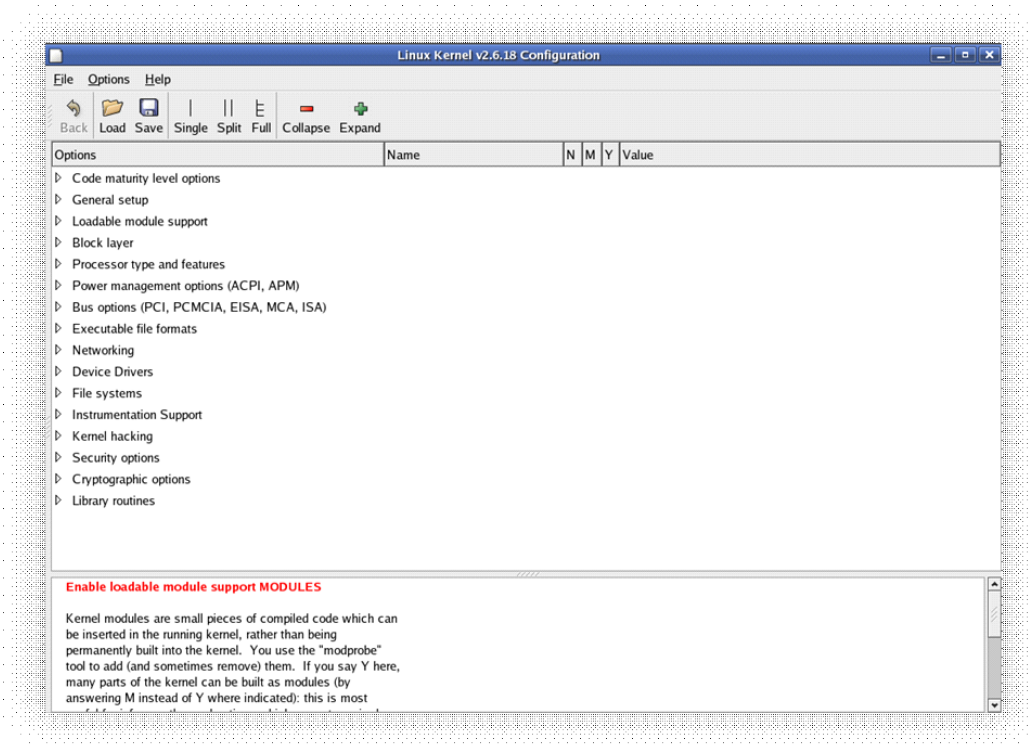 Linux Kernel v2.6.18 Configuration
File Options Help
Back Load Save Single Split Full Collapse Expand
Options Name N M Y Value
Code maturity level options
General setup
Loadable module support
Block layer
Processor type and features
Power management options (ACPI, APM)
Bus options (PCI, PCMCIA, EISA, MCA, ISA)
Executable file formats
Networking
Device Drivers
File systems
Instrumentation Support
Kernel hacking
Security options
Cryptographic options
Library routines
Enable loadable module support MODULES
Kernel modules are small pieces of compiled code which can
be inserted in the running kernel, rather than being
permanently built into the kernel. You use the "modprobe"
tool to add (and sometimes remove) them. If you say Y here,
many parts of the kernel can be built as modules (by
answering M instead of Y where indicated): this is most